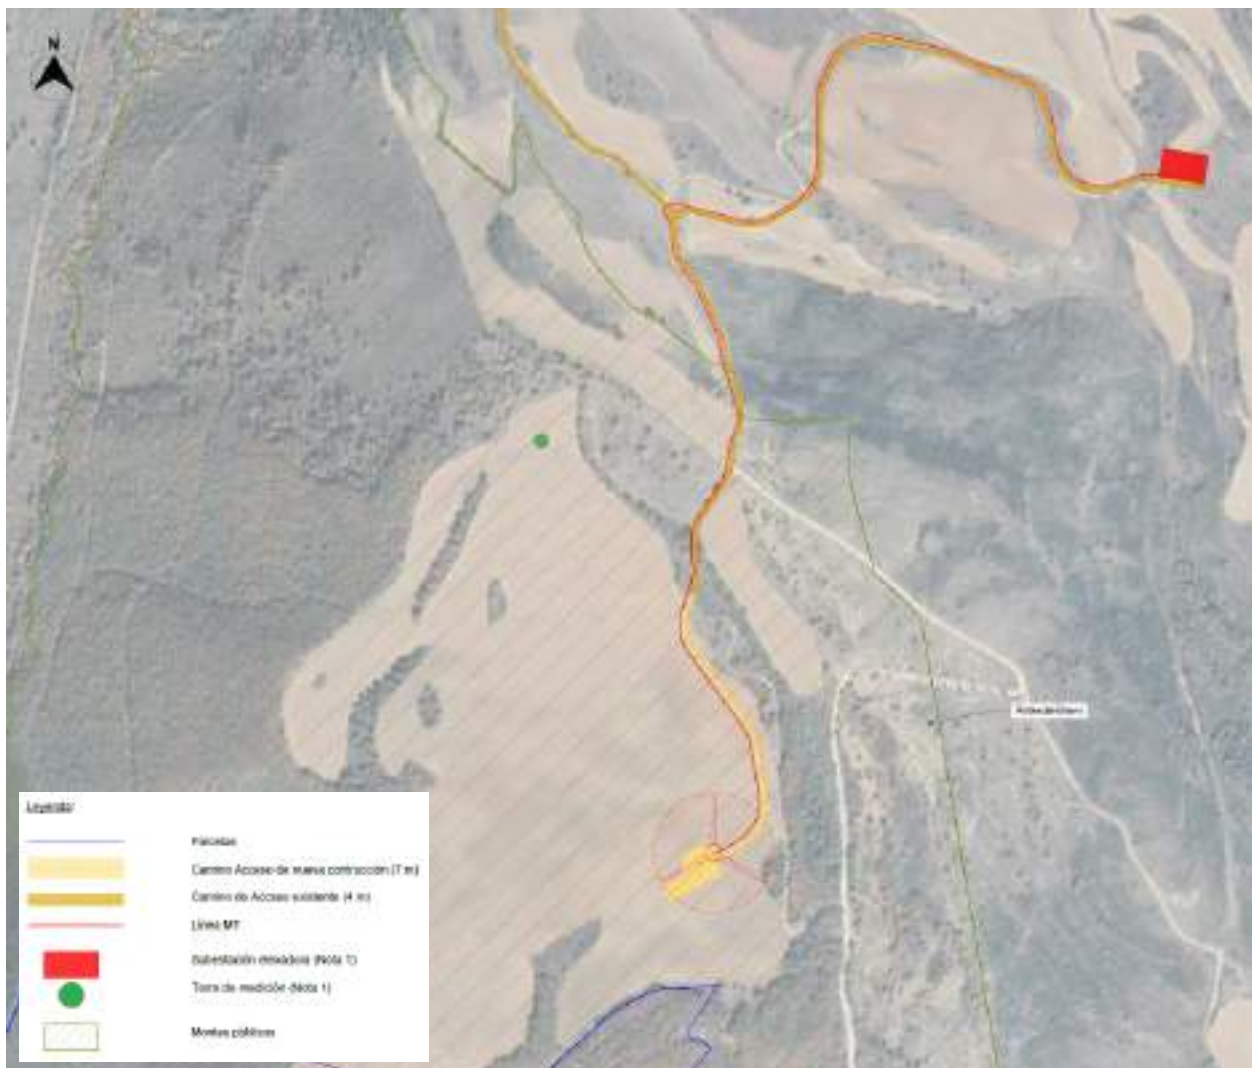 N
Leyenda
Parcelas
Camino Acceso de nueva contrucción (7 m)
Camino de Acceso existente (4 m)
Línea MT
Subestación elevadora (Nota 1)
Torre de medición (Nota 1)
Montes públicos